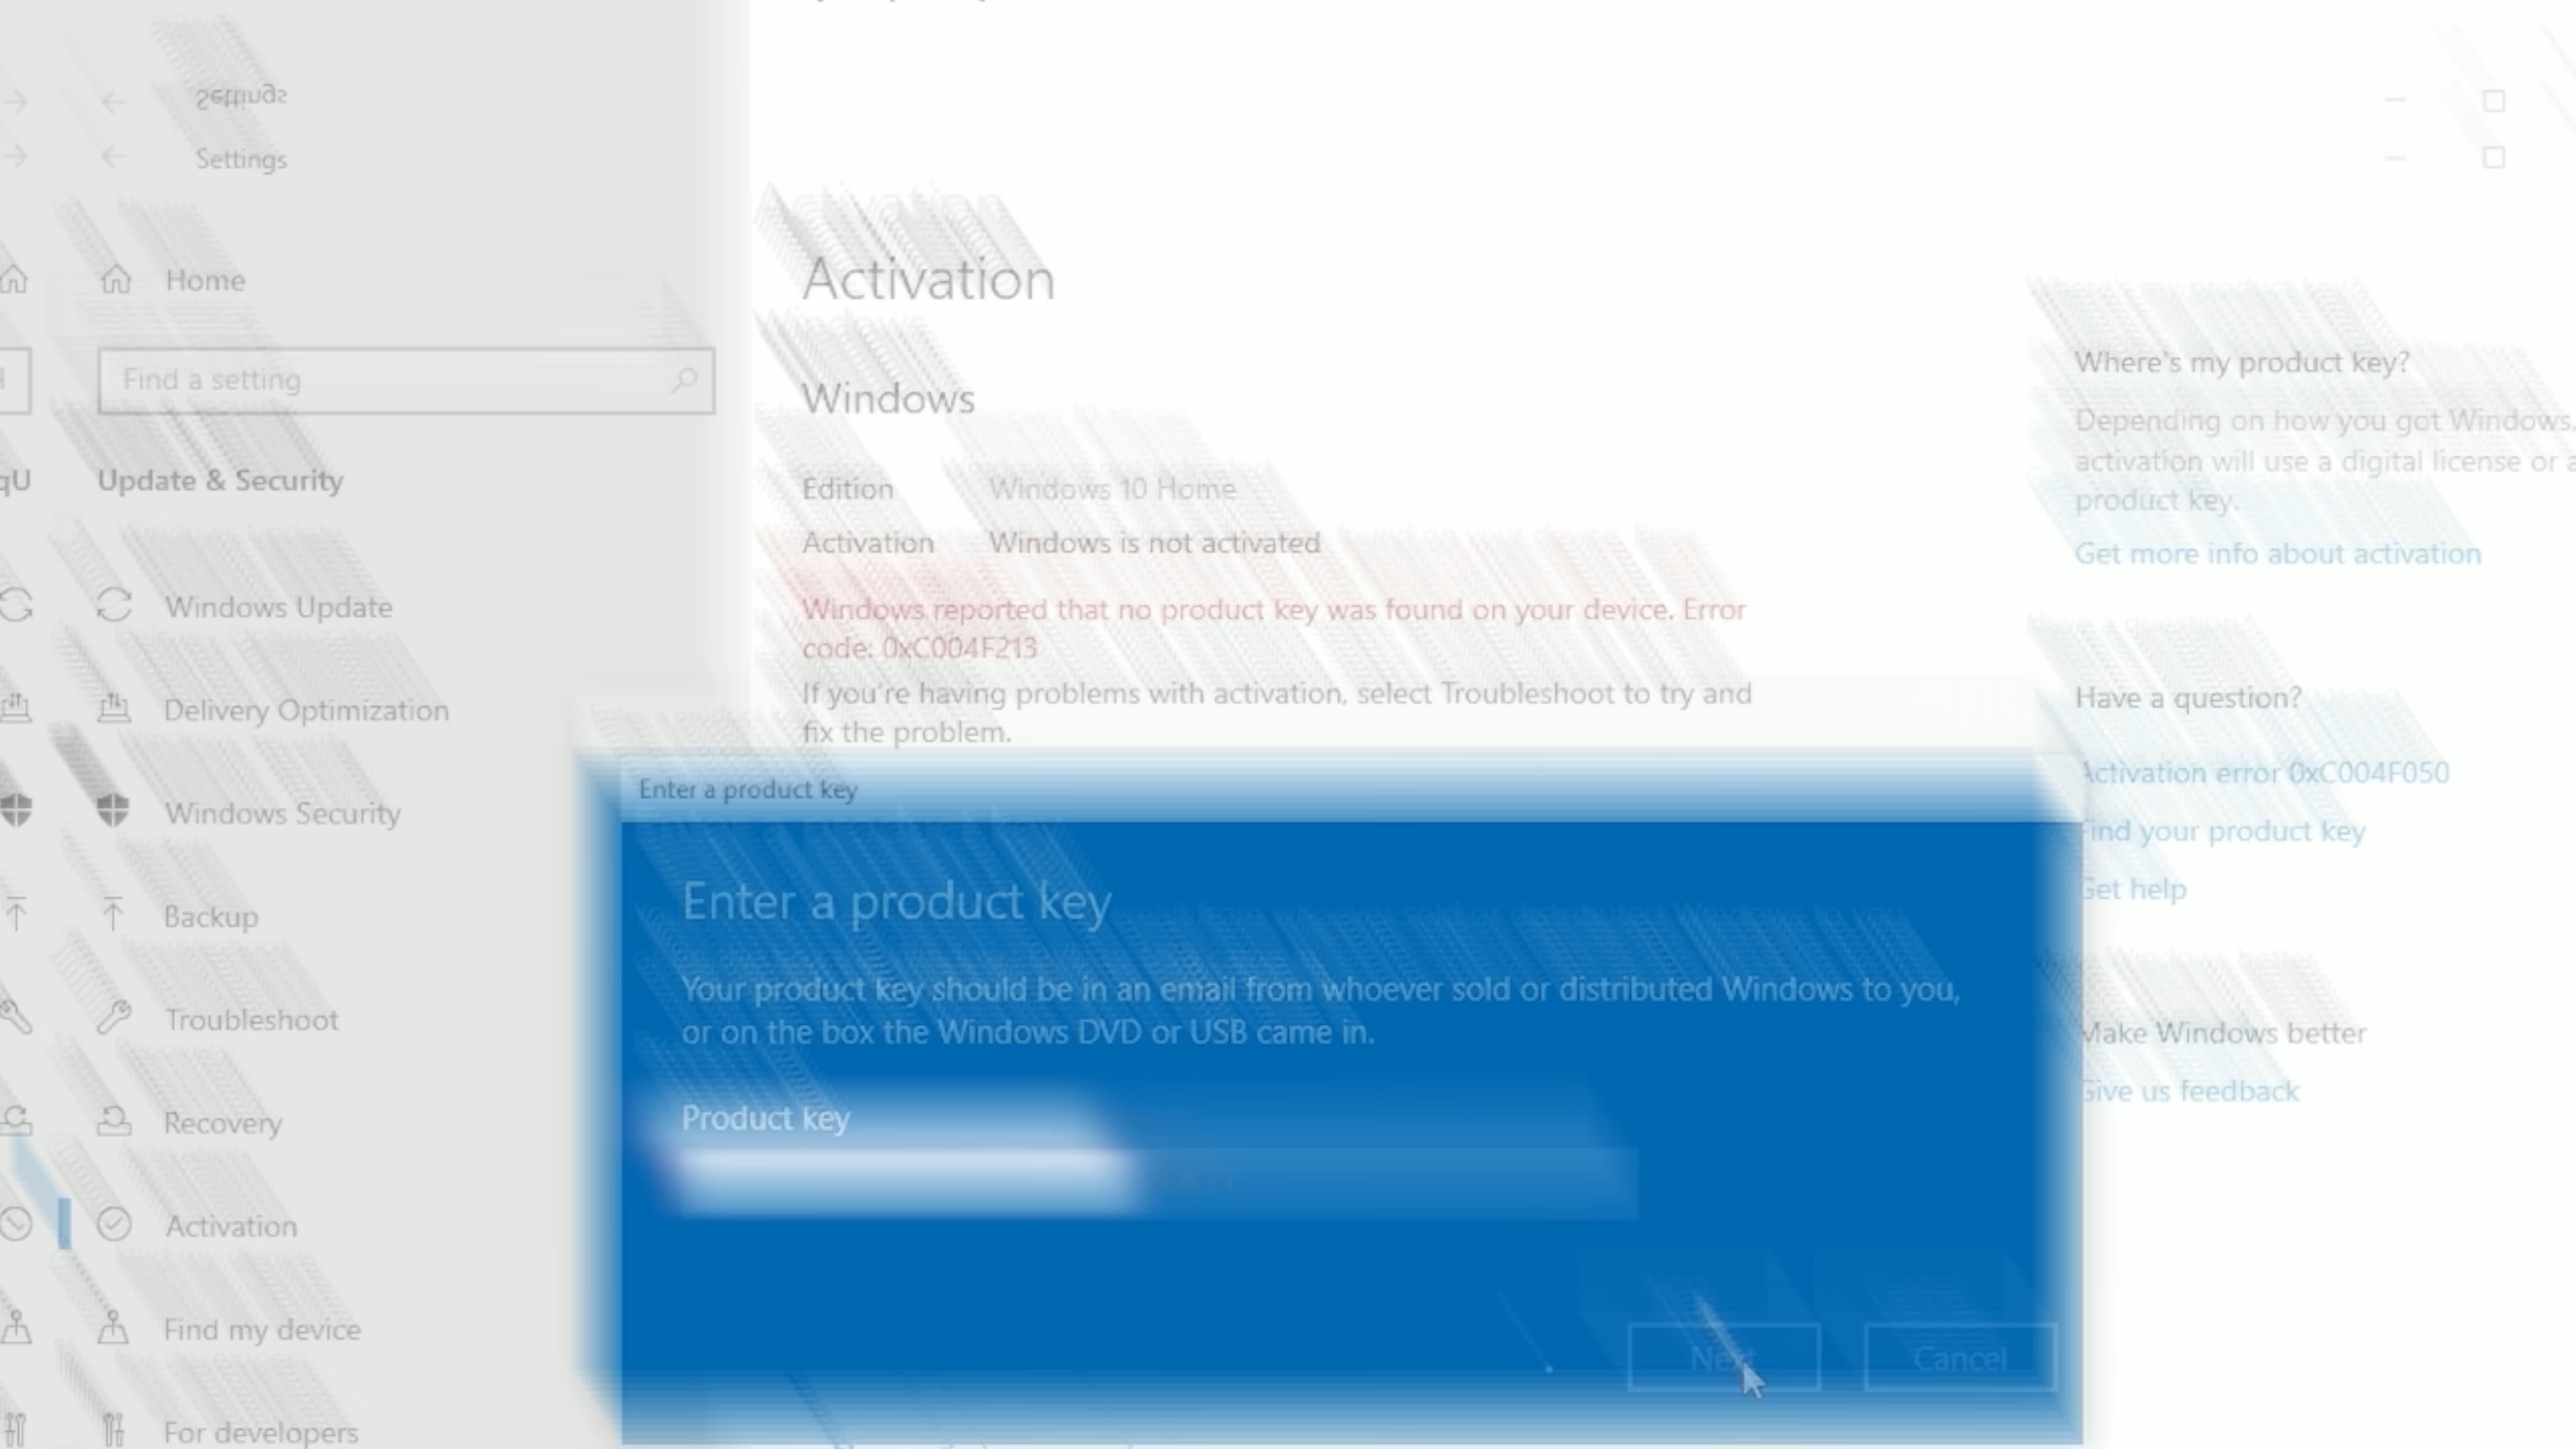 Settings
Home
Find a setting
Update & Security
Windows Update
Delivery Optimization
Windows Security
Backup
Troubleshoot
Recovery
Activation
Find my device
For developers
Activation
Windows
Edition Windows 10 Home
Activation Windows is not activated
Windows reported that no product key was found on your device. Error
code: 0xC004F213
If you're having problems with activation, select Troubleshoot to try and
fix the problem.
Enter a product key
Enter a product key
Your product key should be in an email from whoever sold or distributed Windows to you,
or on the box the Windows DVD or USB came in.
Product key
Next Cancel
Where's my product key?
Depending on how you got Windows,
activation will use a digital license or a
product key.
Get more info about activation
Have a question?
Activation error 0xC004F050
Find your product key
Get help
Make Windows better
Give us feedback